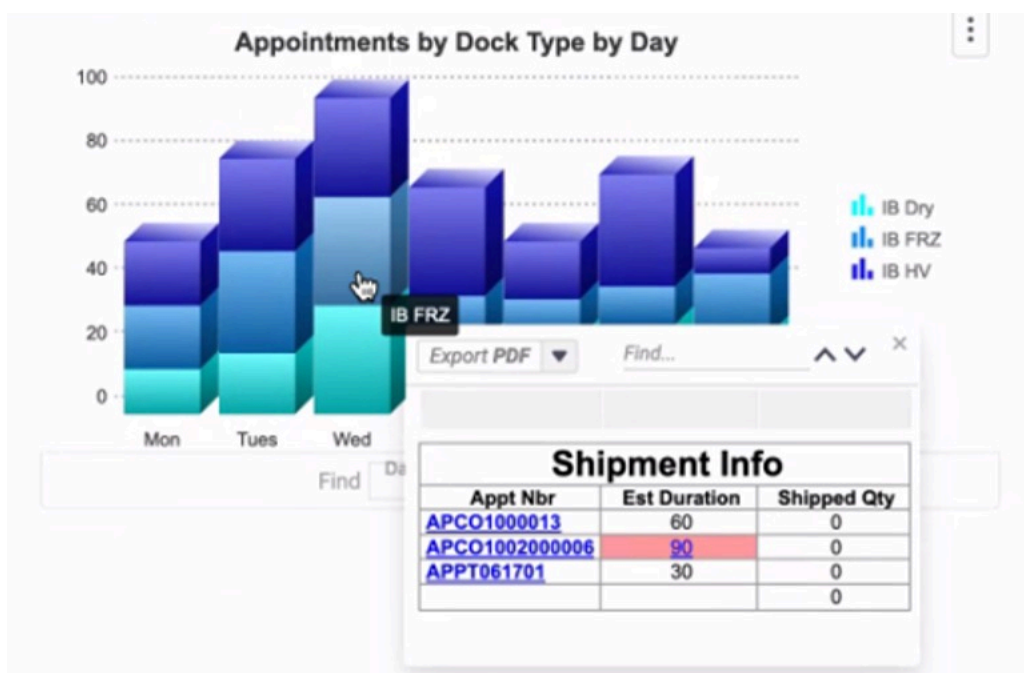 Appointments by Dock Type by Day
100
80
60
40
20
0
IB Dry
IB FRZ
IB HV
IB FRZ
Mon Tues Wed
Export PDF
Find...
Find
Da
Shipment Info
Appt Nbr Est Duration Shipped Qty
APCO1000013 60 0
APCO1002000006 90 0
APPT061701 30 0
0